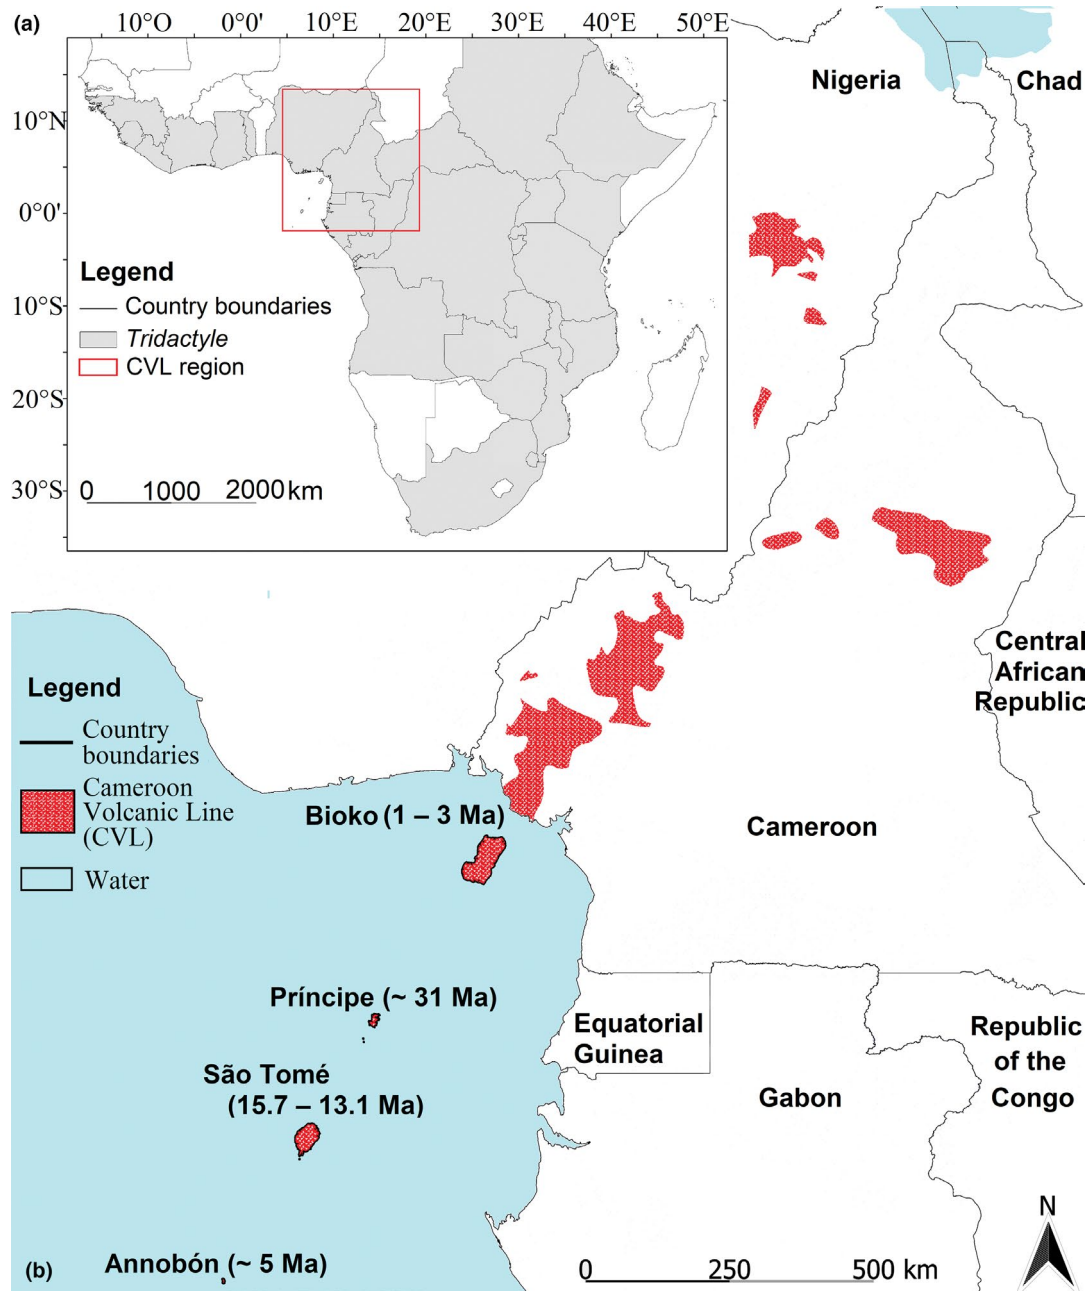 (a)
10°O 0°0' 10°E 20°E 30°E 40°E 50°E
10°N
0°0'
10°S
20°S
30°S
Legend
Country boundaries
Tridactyle
CVL region
0 1000 2000 km
Nigeria
Chad
Central
African
Republic
Legend
Country
boundaries
Cameroon
Volcanic Line
(CVL)
Water
Bioko (1 – 3 Ma)
Cameroon
Príncipe (~ 31 Ma)
Equatorial
Guinea
Republic
of the
Congo
São Tomé
(15.7 – 13.1 Ma)
Gabon
N
(b)
Annobón (~ 5 Ma)
0 250 500 km